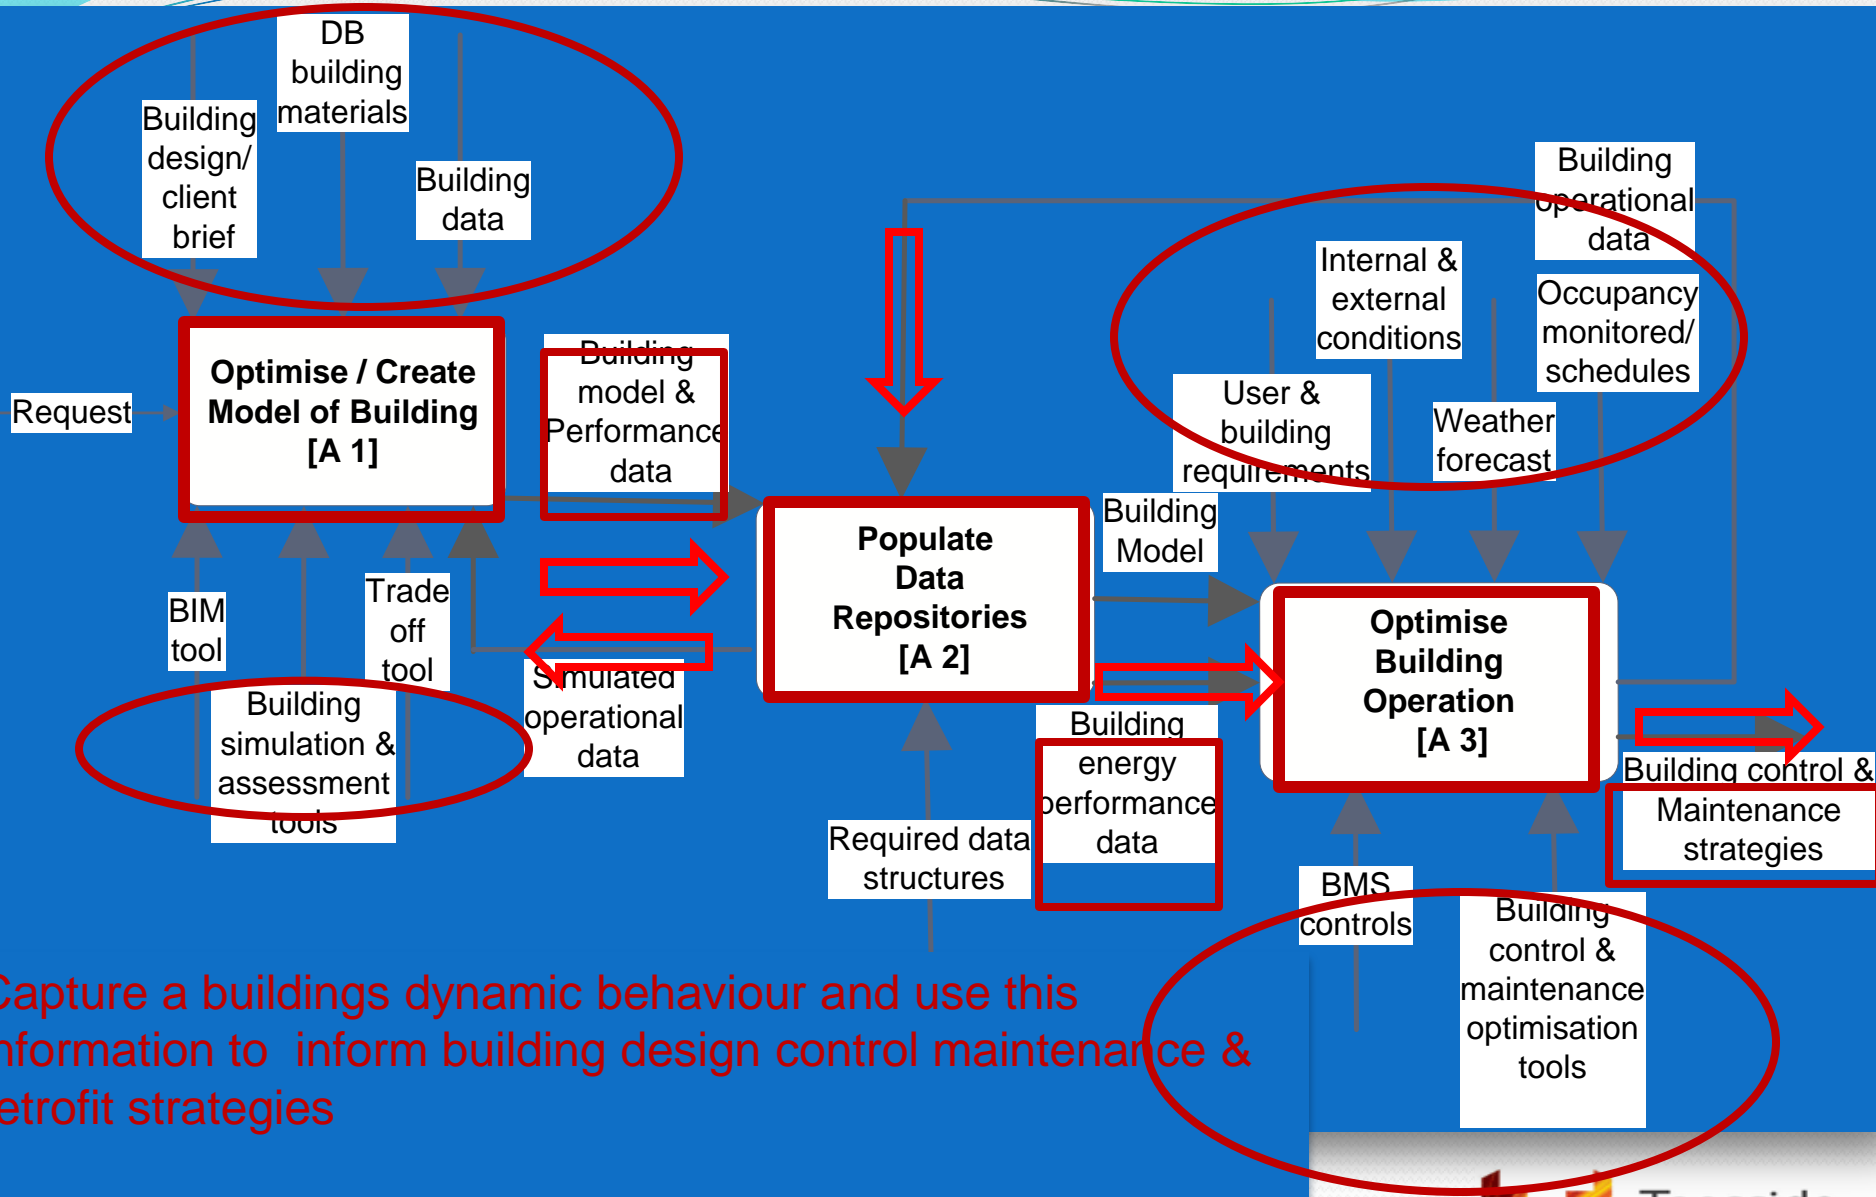 DB
building
materials
Building
design/
client
brief
Building
data
Building
operational
data
Internal &
external
conditions
Occupancy
monitored/
schedules
User &
building
requirements
Weather
forecast
Request
Optimise / Create
Model of Building
[A 1]
Building
model &
Performance
data
Populate
Data
Repositories
[A 2]
Building
Model
BIM
tool
Trade
off
tool
Building
simulation &
assessment
tools
Simulated
operational
data
Optimise
Building
Operation
[A 3]
Building
energy
performance
data
Required data
structures
Building control &
Maintenance
strategies
BMS
controls
Building
control &
maintenance
optimisation
tools
Capture a buildings dynamic behaviour and use this
nformation to inform building design control maintenance &
etrofit strategies